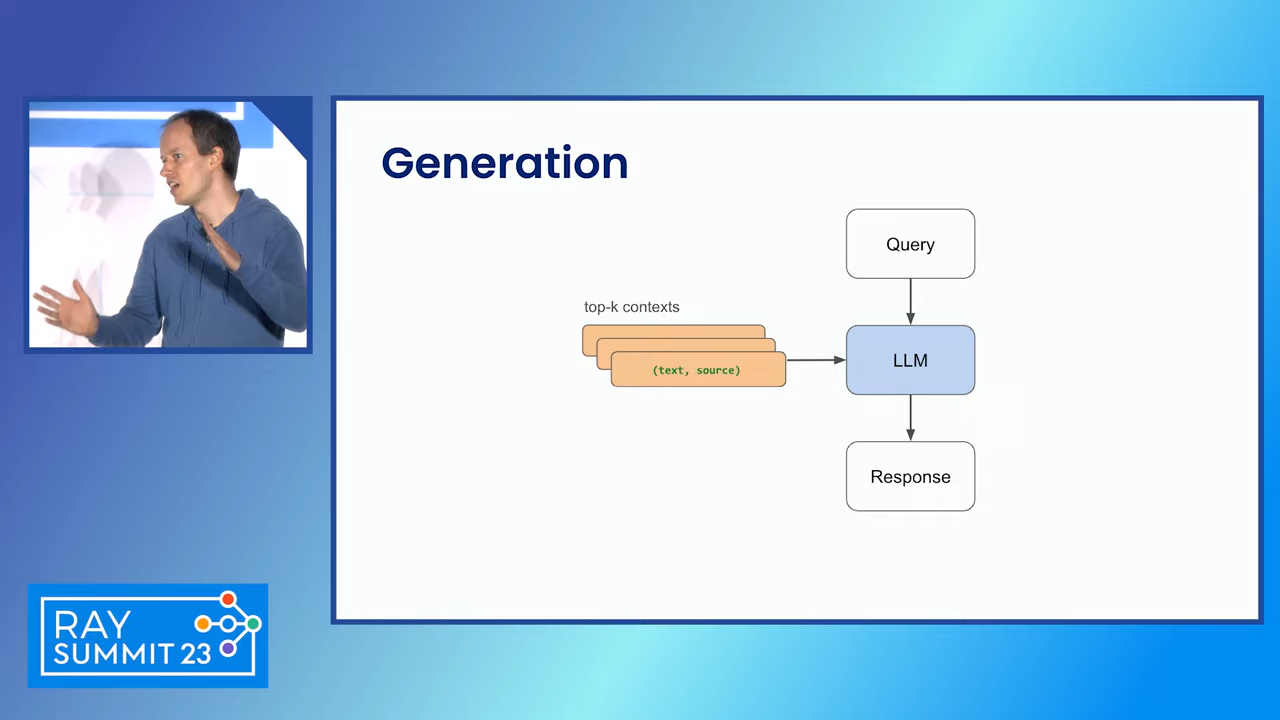 Generation
Query
top-k contexts
(text, source)
LLM
Response
RAY
SUMMIT 23